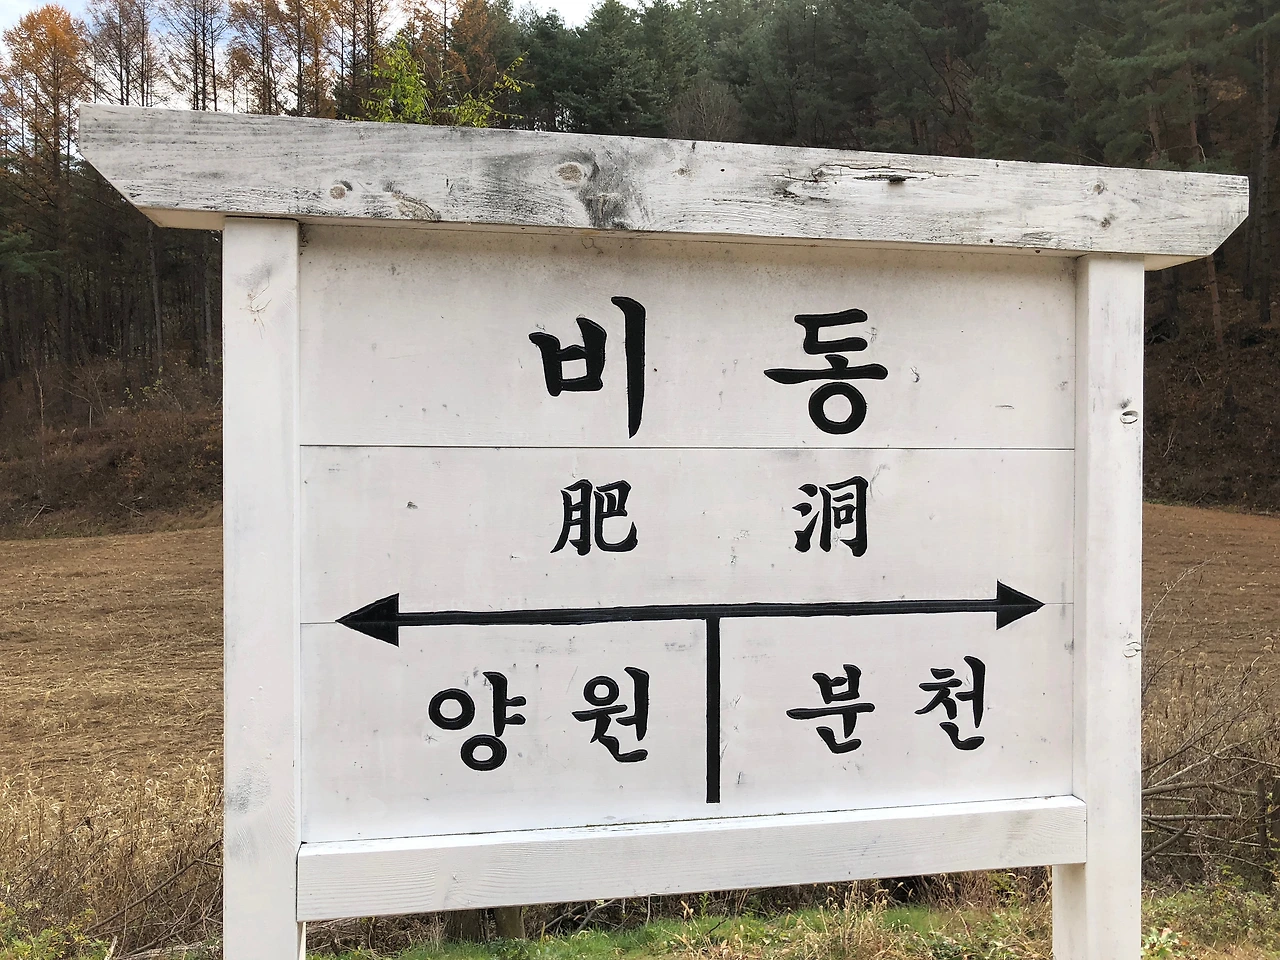 비 동
肥 洞
양 원 분 천